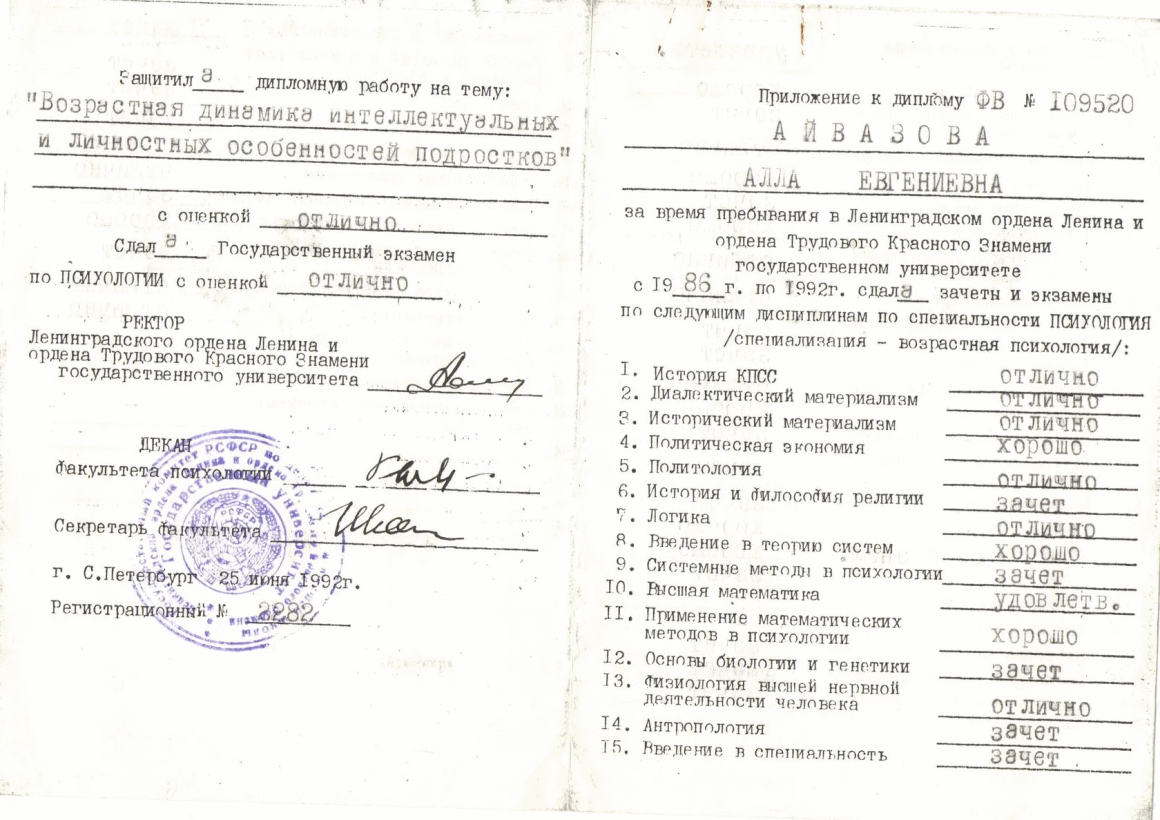 Защитила дипломную работу на тему:
"Возрастная динамика интеллектуальных
и личностных особенностей подростков"
с оценкой отлично
Сдала Государственный экзамен
по ПСИХОЛОГИИ с оценкой отлично
РЕКТОР
Ленинградского ордена Ленина и
ордена Трудового Красного Знамени
государственного университета
ДЕКАН
факультета психологии
Секретарь факультета
г. С.Петербург 25 июня 1992г.
Регистрационный № 3282
Приложение к диплому ФВ № 109520
АЙВАЗОВА
АЛЛА ЕВГЕНИЕВНА
за время пребывания в Ленинградском ордена Ленина и
ордена Трудового Красного Знамени
государственном университете
с 1986 г. по 1992г. сдала зачеты и экзамены
по следующим дисциплинам по специальности ПСИХОЛОГИЯ
/специализация - возрастная психология/:
1. История КПСС отлично
2. Диалектический материализм отлично
3. Исторический материализм отлично
4. Политическая экономия хорошо
5. Политология отлично
6. История и философия религии зачет
7. Логика отлично
8. Введение в теорию систем хорошо
9. Системные методы в психологии зачет
10. Высшая математика удовлетв.
11. Применение математических
методов в психологии хорошо
12. Основы биологии и генетики зачет
13. Физиология высшей нервной
деятельности человека отлично
14. Антропология зачет
15. Введение в специальность зачет